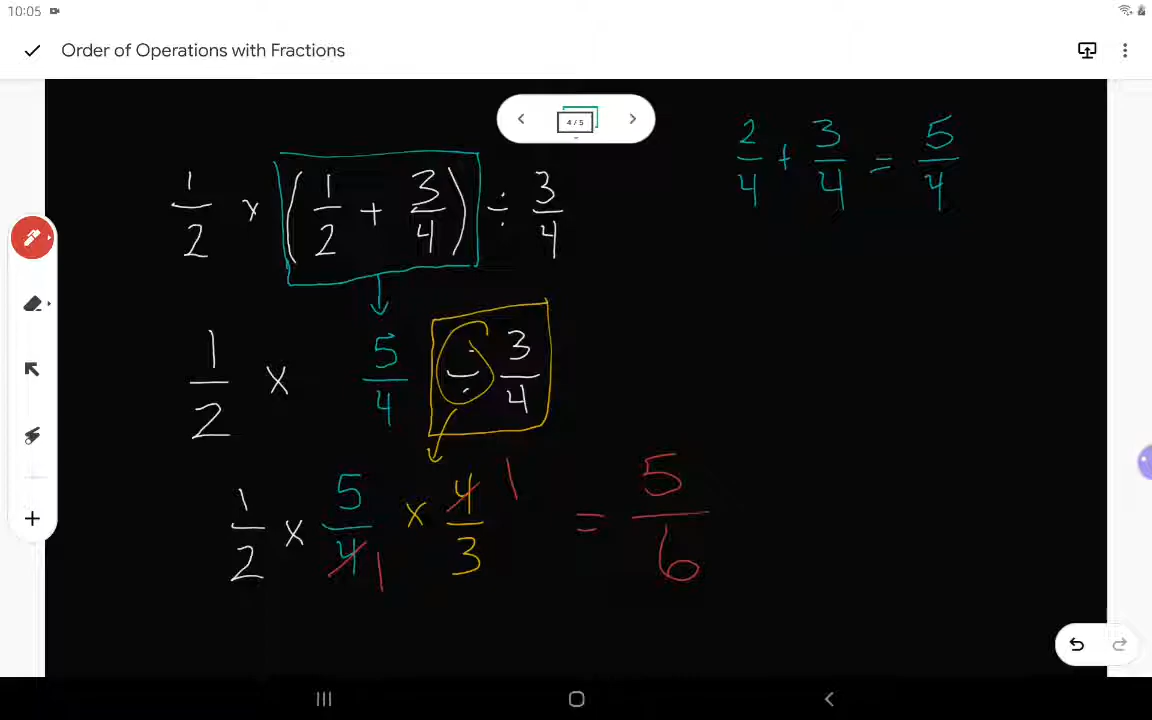 10:05
Order of Operations with Fractions
4 / 5
2/4 + 3/4 = 5/4
1/2 × (1/2 + 3/4) ÷ 3/4
1/2 × 5/4 ÷ 3/4
1/2 × 5/4 1 × 4/3 1 = 5/6